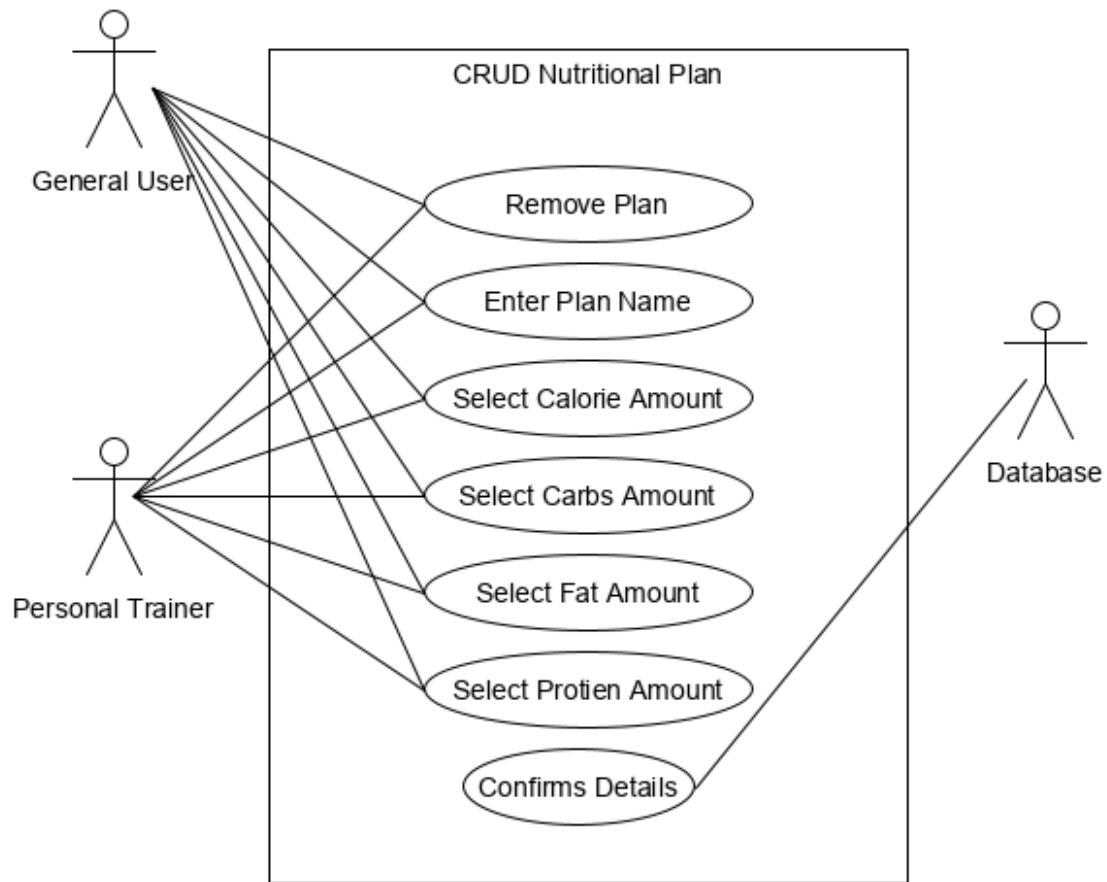 CRUD Nutritional Plan
General User
Remove Plan
Enter Plan Name
Select Calorie Amount
Database
Select Carbs Amount
Personal Trainer
Select Fat Amount
Select Protien Amount
Confirms Details